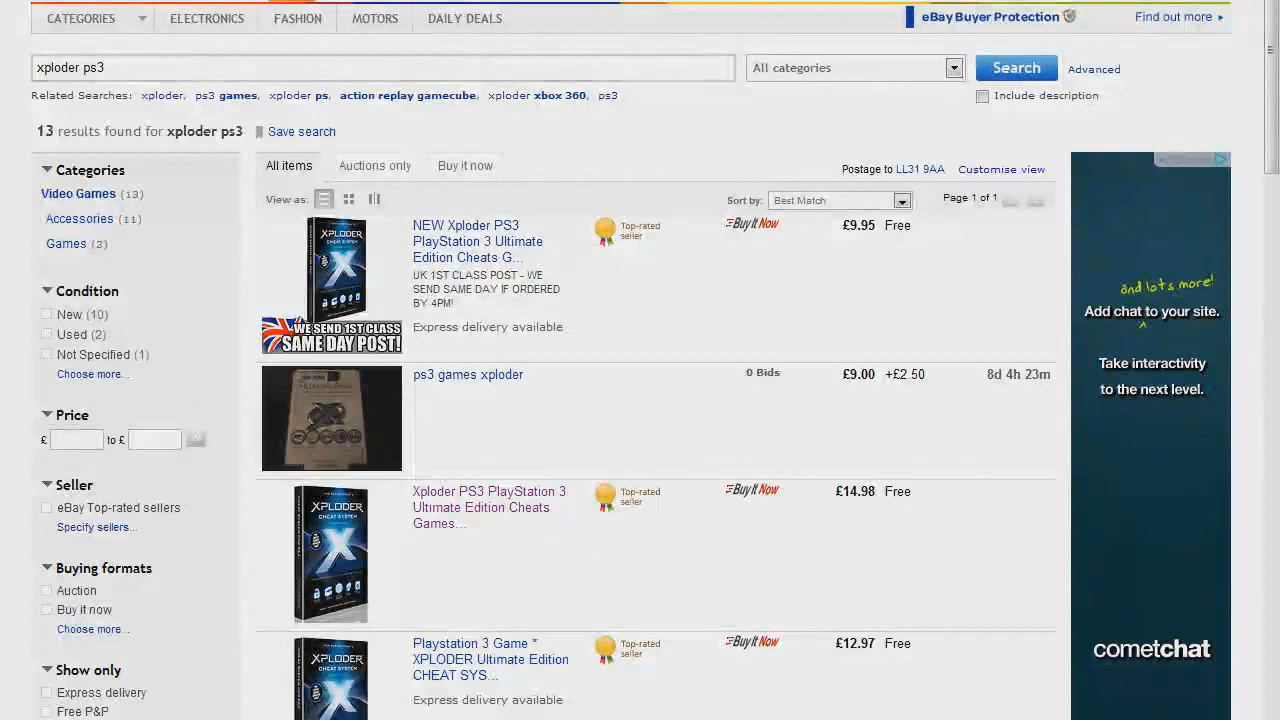 CATEGORIES ELECTRONICS FASHION MOTORS DAILY DEALS
eBay Buyer Protection Find out more
xploder ps3 All categories Search Advanced
Related Searches: xploder, ps3 games, xploder ps, action replay gamecube, xploder xbox 360, ps3 Include description
13 results found for xploder ps3 Save search
Categories
Video Games (13)
Accessories (11)
Games (3)
Condition
New (10)
Used (2)
Not Specified (1)
Choose more...
Price
£ to £
Seller
eBay Top-rated sellers
Specify sellers...
Buying formats
Auction
Buy it now
Choose more...
Show only
Express delivery
Free P&P
All items Auctions only Buy it now Postage to LL31 9AA Customise view
View as: Sort by: Best Match Page 1 of 1
XPLODER
CHEAT SYSTEM
WE SEND 1ST CLASS
SAME DAY POST!
NEW Xploder PS3
PlayStation 3 Ultimate
Edition Cheats G...
UK 1ST CLASS POST - WE
SEND SAME DAY IF ORDERED
BY 4PM!
Express delivery available
Top-rated
seller
Buy It Now £9.95 Free
ps3 games xploder 0 Bids £9.00 +£2.50 8d 4h 23m
XPLODER
CHEAT SYSTEM
Xploder PS3 PlayStation 3
Ultimate Edition Cheats
Games...
Top-rated
seller
Buy It Now £14.98 Free
XPLODER
CHEAT SYSTEM
Playstation 3 Game *
XPLODER Ultimate Edition
CHEAT SYS...
Express delivery available
Top-rated
seller
Buy It Now £12.97 Free
and lots more!
Add chat to your site.
Take interactivity
to the next level.
cometchat